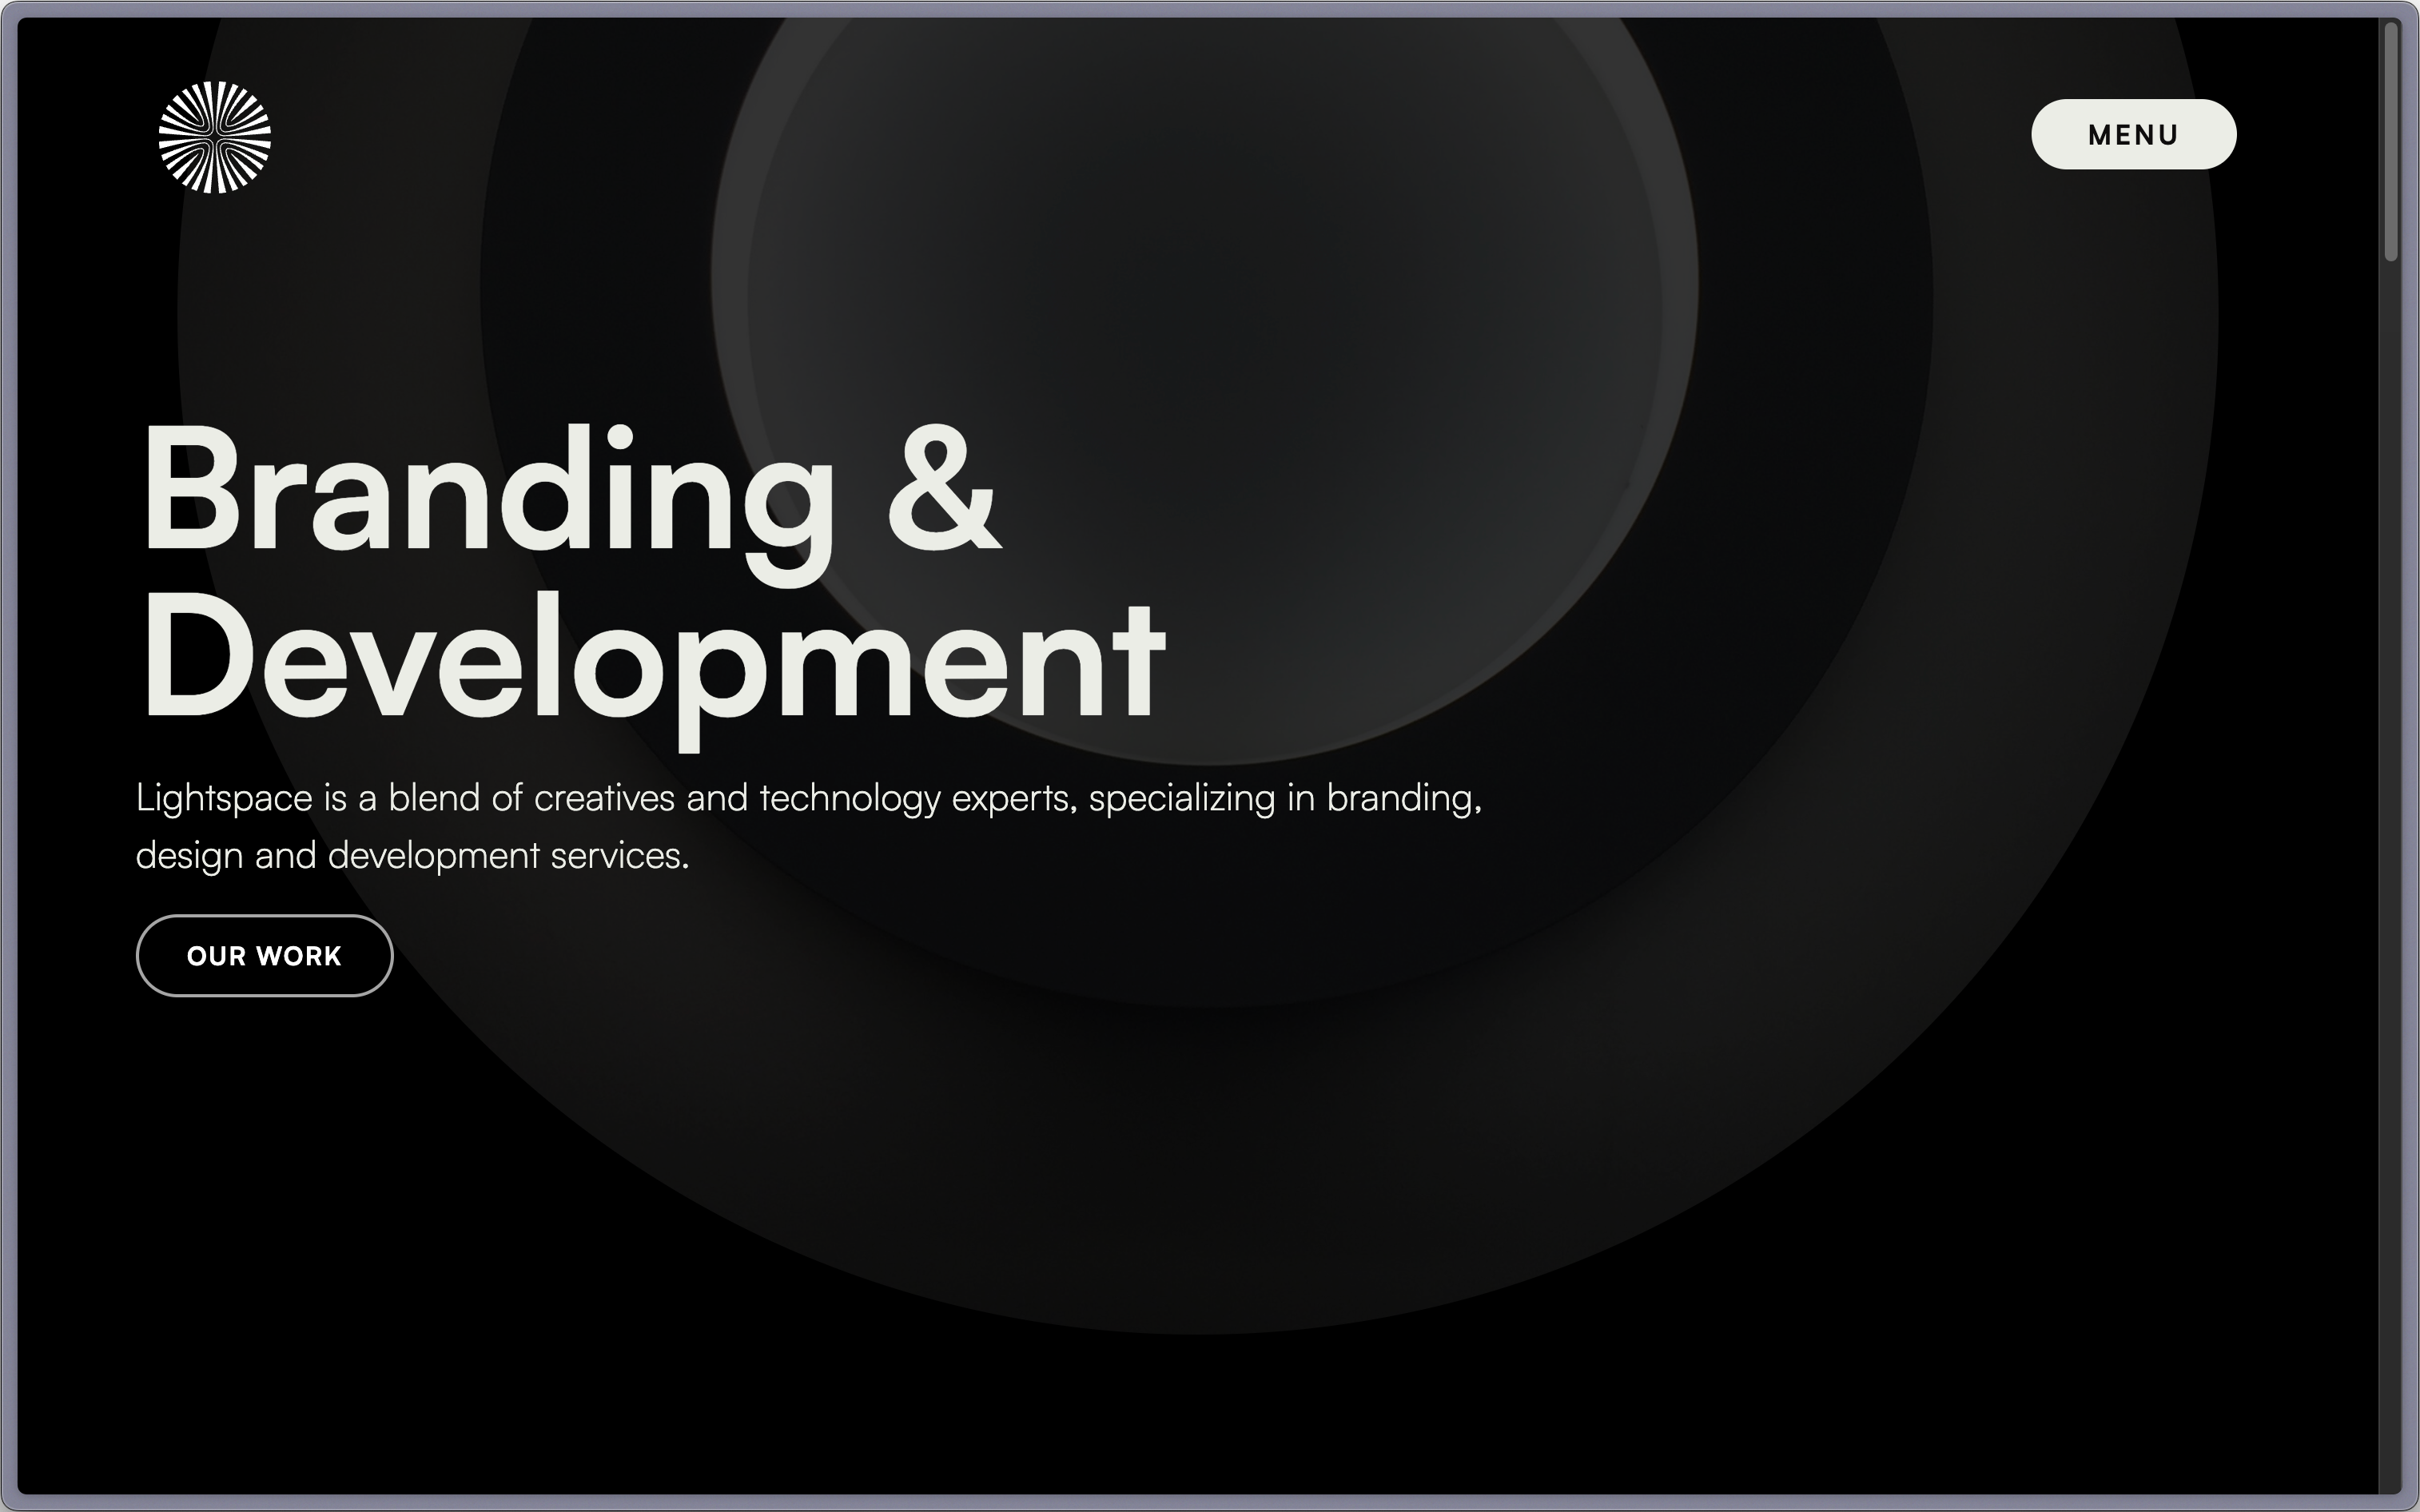 MENU
Branding &
Development
Lightspace is a blend of creatives and technology experts, specializing in branding,
design and development services.
OUR WORK